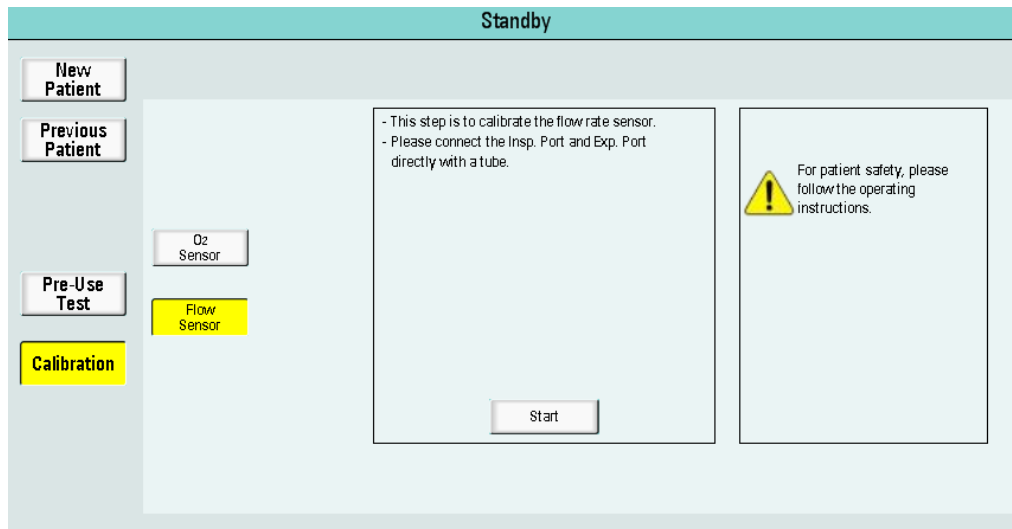 Standby
New
Patient
Previous
Patient
Pre-Use
Test
Calibration
O2
Sensor
Flow
Sensor
- This step is to calibrate the flow rate sensor.
- Please connect the Insp. Port and Exp. Port
directly with a tube.
Start
For patient safety, please
follow the operating
instructions.